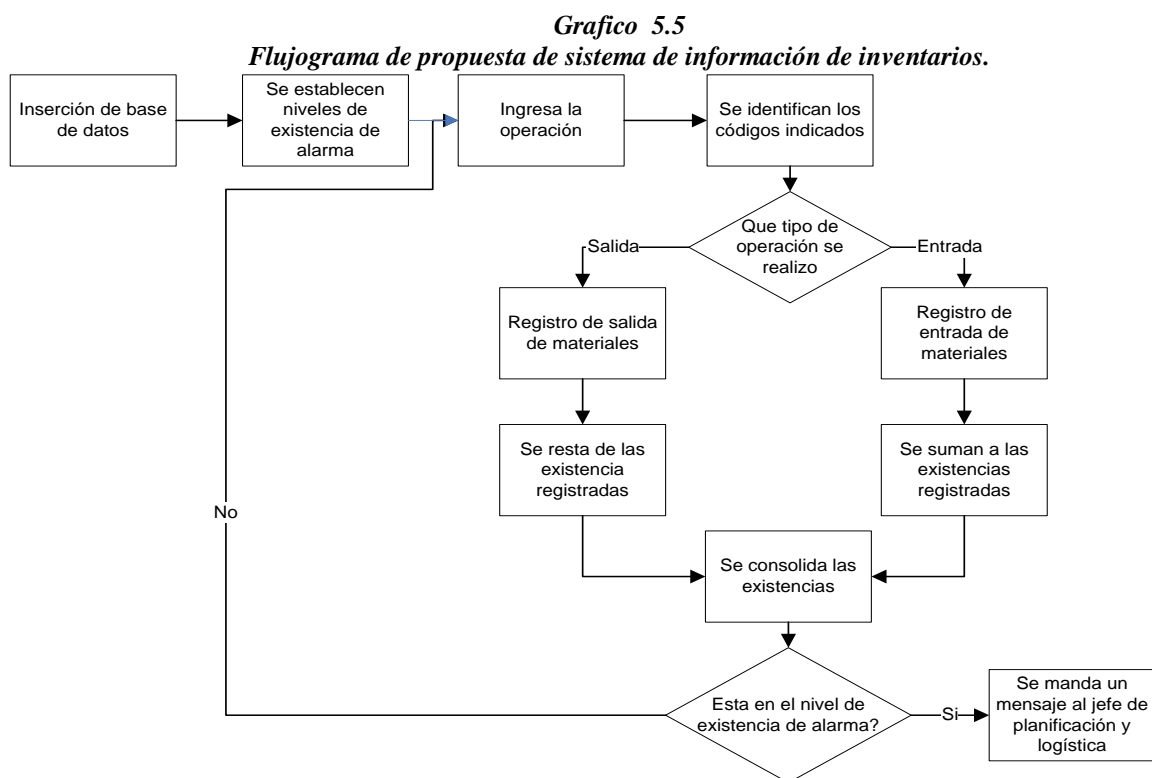 Grafico 5.5
Flujograma de propuesta de sistema de información de inventarios.
Inserción de base
de datos
Se establecen
niveles de
existencia de
alarma
Ingresa la
operación
Se identifican los
códigos indicados
Que tipo de
operación se
realizo
Salida
Entrada
Registro de salida
de materiales
Registro de
entrada de
materiales
Se resta de las
existencia
registradas
Se suman a las
existencias
registradas
No
Se consolida las
existencias
Esta en el nivel de
existencia de alarma?
Si
Se manda un
mensaje al jefe de
planificación y
logística